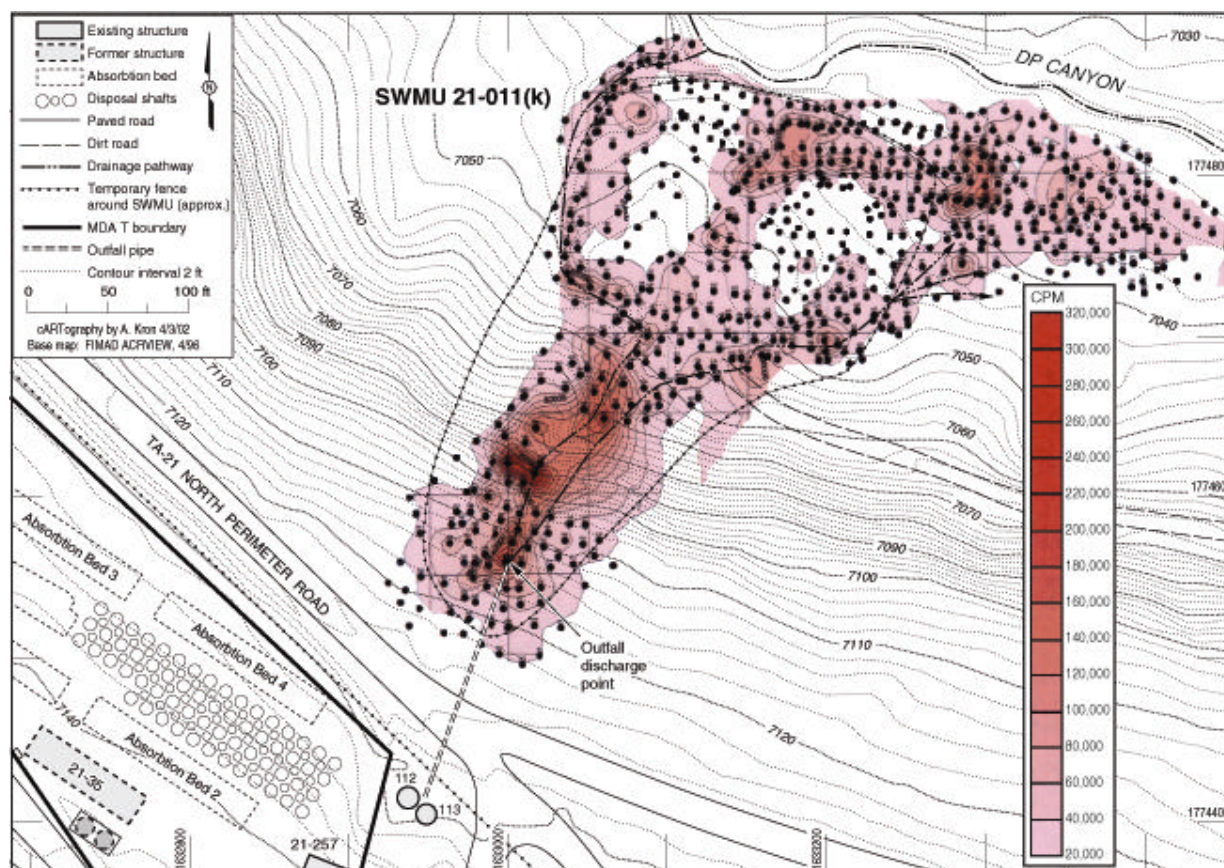 Existing structure
Former structure
Absorbtion bed
Disposal shafts
Paved road
Dirt road
Drainage pathway
Temporary fence
around SWMU (approx.)
MDA T boundary
Outfall pipe
Contour interval 2 ft
0 50 100 ft
cARTography by A. Kron 4/3/02
Base map: FIMAD ACRVIEW, 4/96
N
SWMU 21-011(k)
DP CANYON
7030
7050
7060
7070
7080
7090
7100
7110
7120
177480
7040
7050
7060
177460
7070
7090
7100
7110
7120
177440
TA-21 NORTH PERIMETER ROAD
Absorbtion Bed 3
Absorbtion Bed 4
Absorbtion Bed 2
7140
21-35
21-257
112
113
Outfall
discharge
point
CPM
320,000
300,000
280,000
260,000
240,000
220,000
200,000
180,000
160,000
140,000
120,000
100,000
80,000
60,000
40,000
20,000